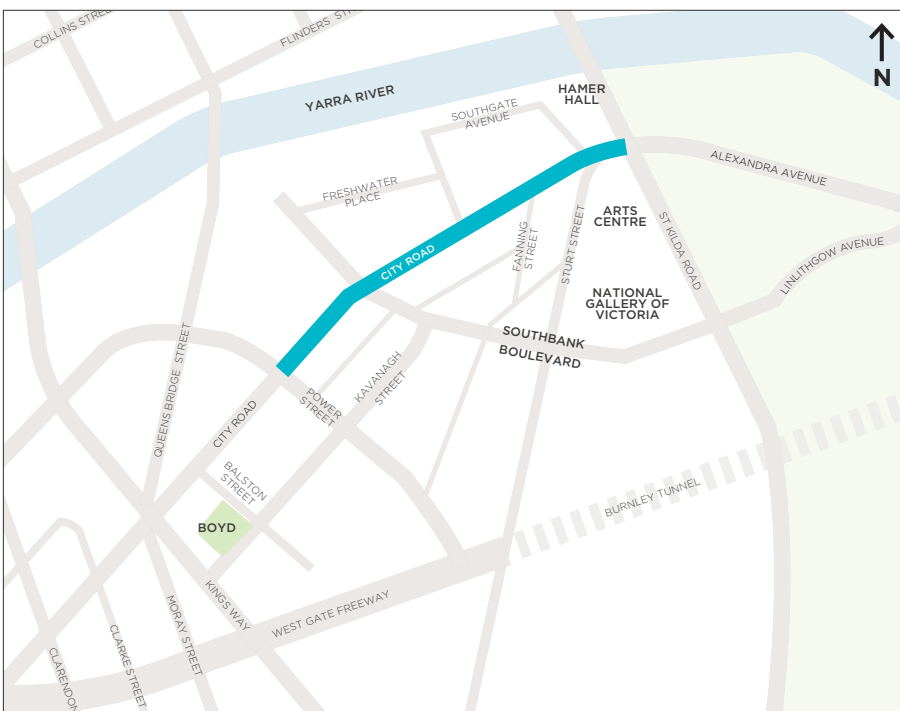 COLLINS STREET
FLINDERS STR
YARRA RIVER
HAMER
HALL
N
SOUTHGATE
AVENUE
ALEXANDRA AVENUE
FRESHWATER
PLACE
ARTS
CENTRE
ST KILDA ROAD
CITY ROAD
FANNING
STREET
STURT STREET
LINLITHGOW AVENUE
NATIONAL
GALLERY OF
VICTORIA
SOUTHBANK
BOULEVARD
QUEENS BRIDGE STREET
KAVANAGH
STREET
POWER
STREET
CITY ROAD
BALSTON
STREET
BURNLEY TUNNEL
BOYD
KINGS WAY
WEST GATE FREEWAY
MORAY STREET
CLARKE STREET
CLARENDON